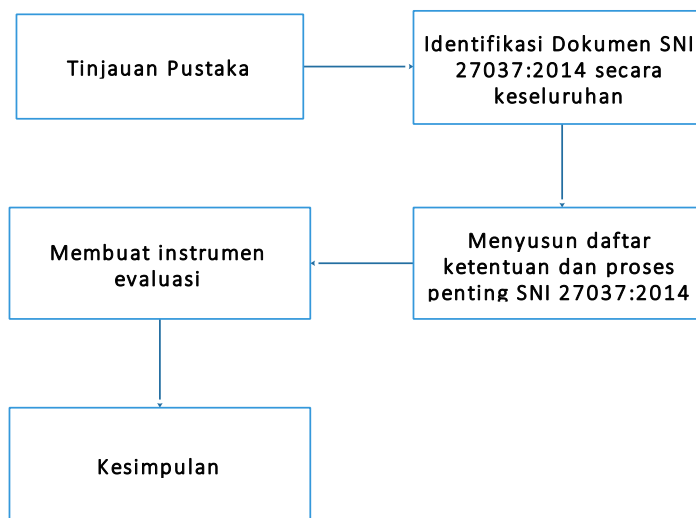 Tinjauan Pustaka
Identifikasi Dokumen SNI
27037:2014 secara
keseluruhan
Menyusun daftar
ketentuan dan proses
penting SNI 27037:2014
Membuat instrumen
evaluasi
Kesimpulan